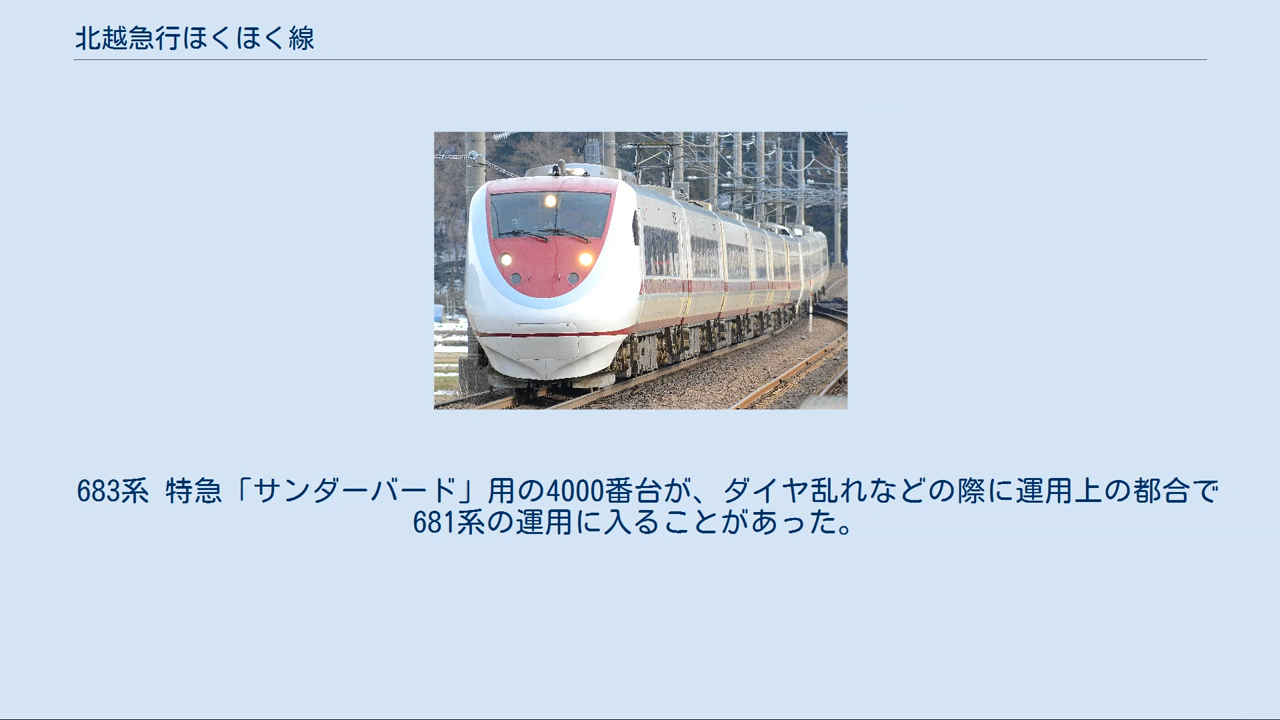 北越急行ほくほく線
683系 特急「サンダーバード」用の4000番台が、ダイヤ乱れなどの際に運用上の都合で
681系の運用に入ることがあった。